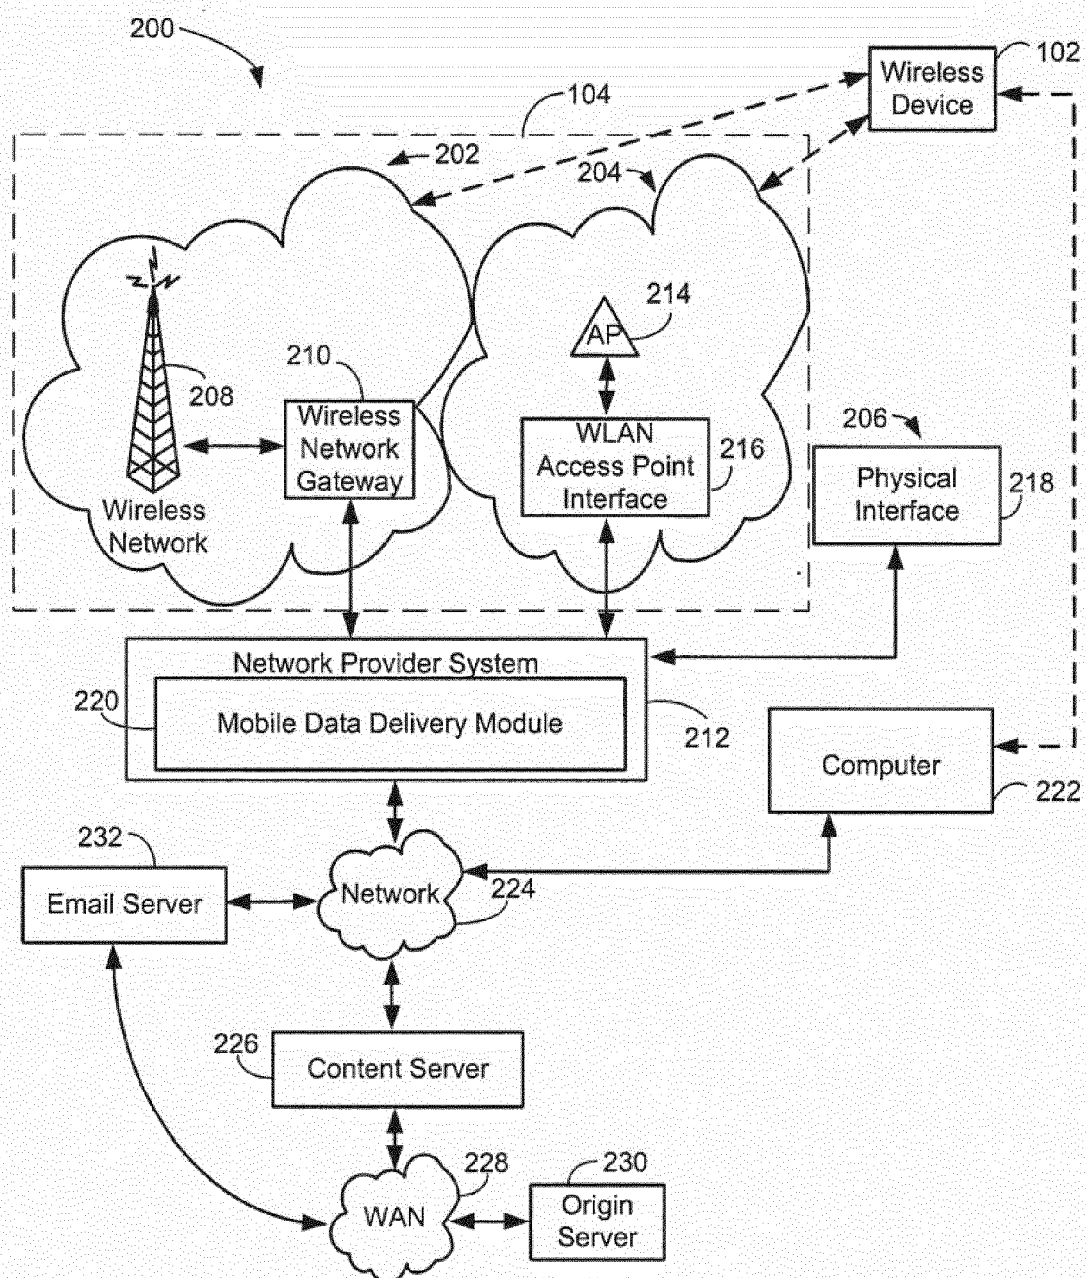 200
102
Wireless
Device
104
202
204
214
AP
208
210
Wireless
Network
Gateway
WLAN
Access Point
Interface
216
206
Physical
Interface
218
Wireless
Network
Network Provider System
220
Mobile Data Delivery Module
212
Computer
222
232
Email Server
Network
224
226
Content Server
228
WAN
230
Origin
Server